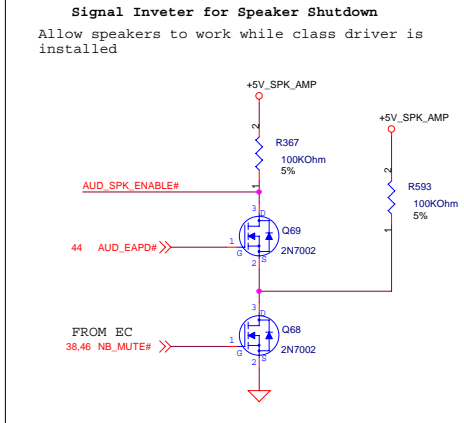 Signal Inveter for Speaker Shutdown
Allow speakers to work while class driver is
installed
+5V_SPK_AMP
+5V_SPK_AMP
2
R367
100KOhm
5%
1
2
R593
100KOhm
5%
1
AUD_SPK_ENABLE#
3
D
Q69
2N7002
44 AUD_EAPD#
1
G
2
S
3
D
Q68
2N7002
FROM EC
38,46 NB_MUTE#
1
G
2
S